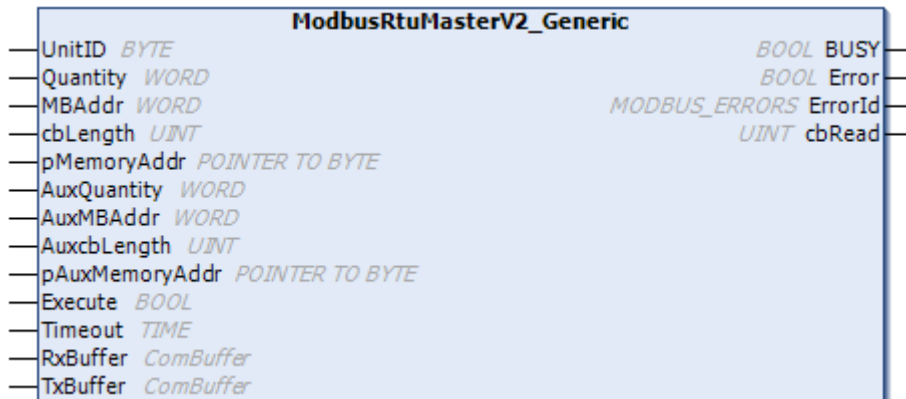 ModbusRtuMasterV2_Generic
UnitID BYTE BOOL BUSY
Quantity WORD BOOL Error
MBAddr WORD MODBUS_ERRORS ErrorId
cbLength UINT UINT cbRead
pMemoryAddr POINTER TO BYTE
AuxQuantity WORD
AuxMBAddr WORD
AuxcbLength UINT
pAuxMemoryAddr POINTER TO BYTE
Execute BOOL
Timeout TIME
RxBuffer ComBuffer
TxBuffer ComBuffer